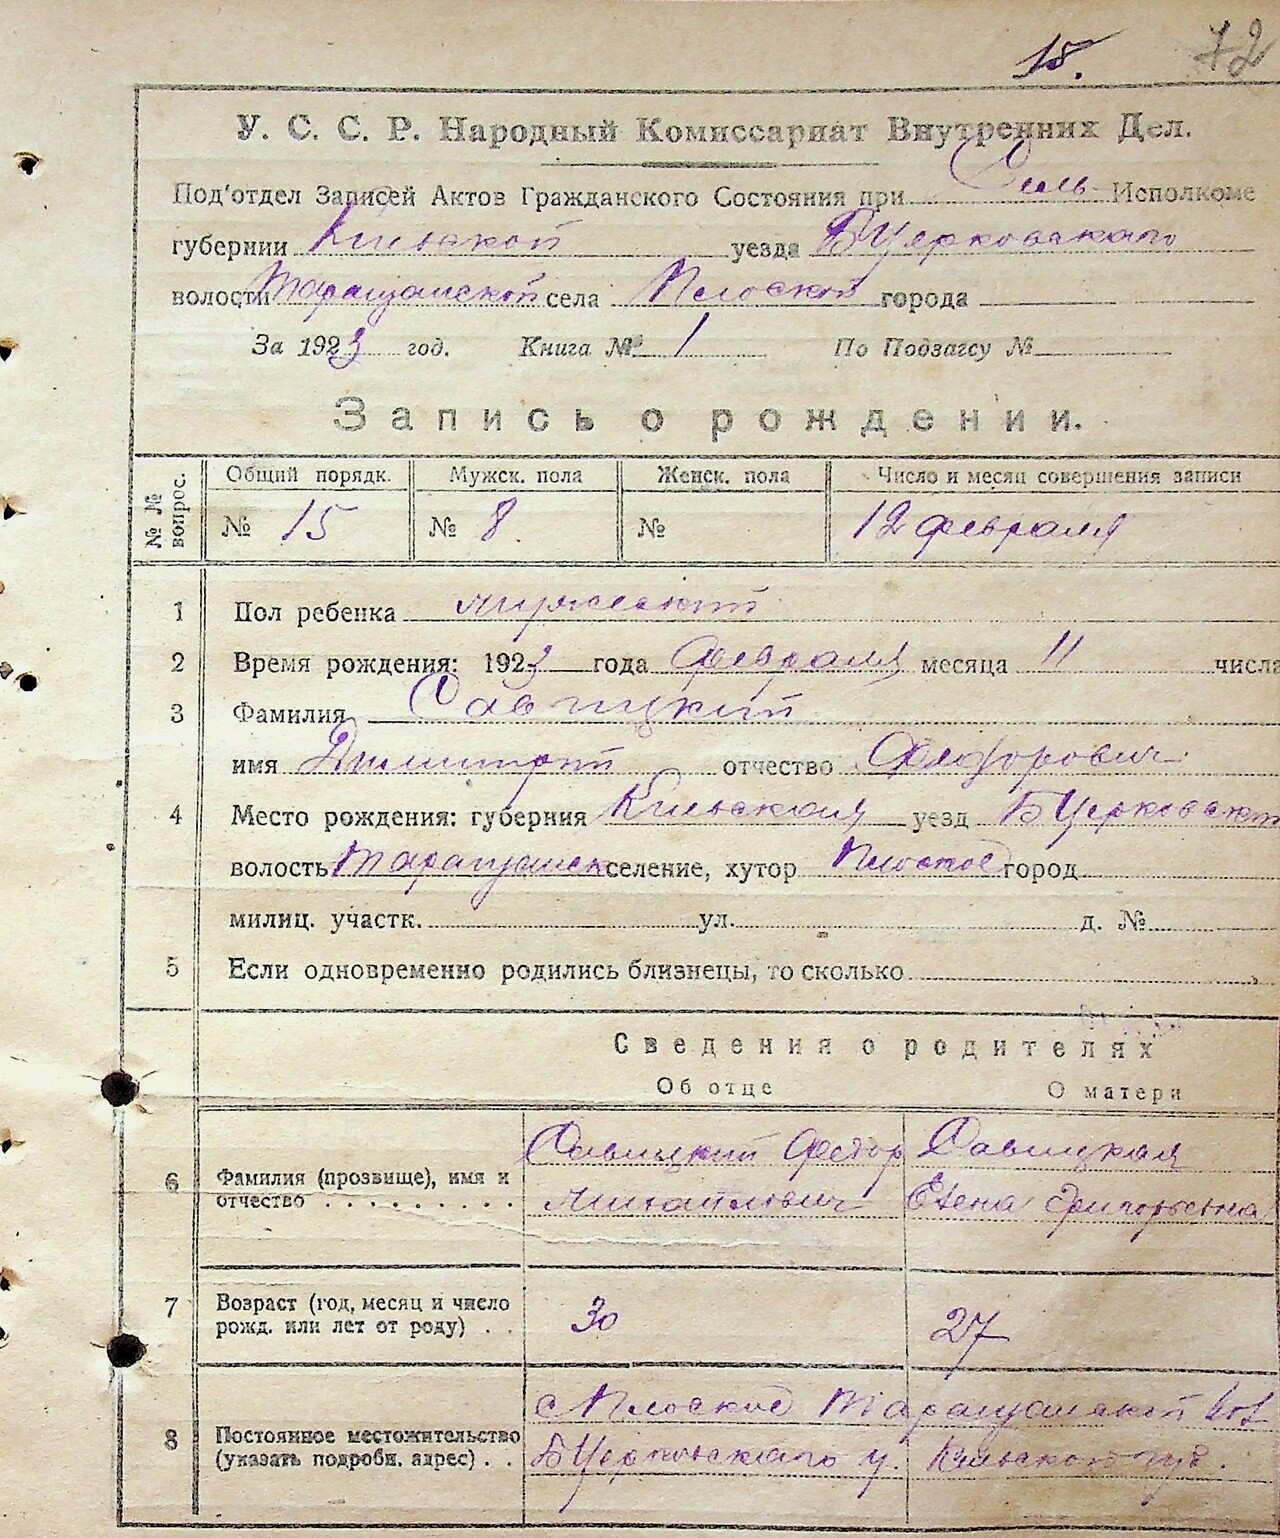 15. 72
У. С. С. Р. Народный Комиссариат Внутренних Дел.
Под'отдел Записей Актов Гражданского Состояния при Сель- Исполкоме
губернии Киевской уезда БЦерковского
волости Таращанской села Плоской города
За 1923 год. Книга № 1 По Подзагсу №
Запись о рождении.
№ № вопрос. Общий порядк. Мужск. пола Женск. пола Число и месяц совершения записи
№ 15 № 8. № 12 февраля
1 Пол ребенка мужской
2 Время рождения: 1923 года февраля месяца 11 числа
3 Фамилия Савицкий
имя Димитрий отчество Федорович
4 Место рождения: губерния Киевская уезд БЦерковский
волость Таращанск селение, хутор Плоское город
милиц. участк. ул. д. №
5 Если одновременно родились близнецы, то сколько
Сведения о родителях
Об отце О матери
Савицкий Федор Савицкая
6 Фамилия (прозвище), имя и отчество Михайлович Елена Григорьевна
7 Возраст (год, месяц и число рожд. или лет от роду) 30 27
с Плоское Таращанской вол
8 Постоянное местожительство (указать подробн. адрес) БЦерковского у. Киевской губ.